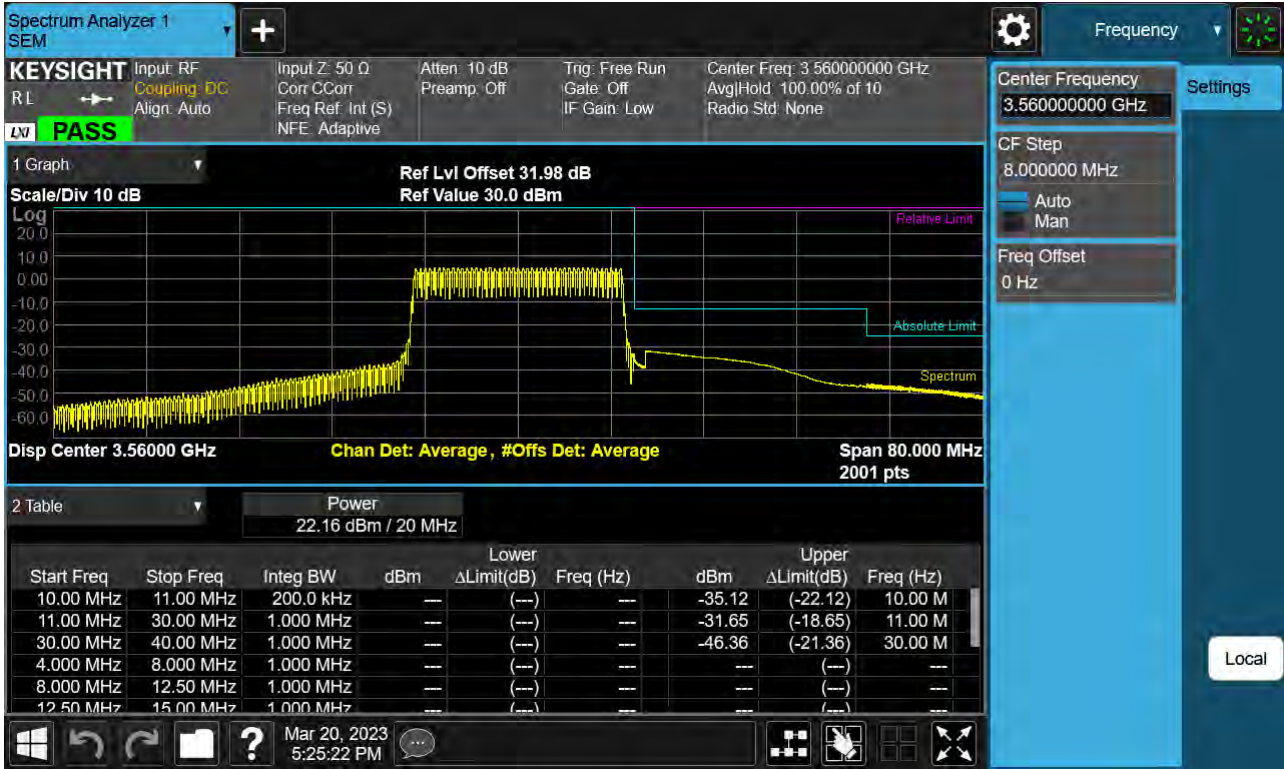 Spectrum Analyzer 1
SEM
+
Frequency
KEYSIGHT
RL
LXI
PASS
Input: RF
Coupling: DC
Align: Auto
Input Z: 50 Ω
Corr CCorr
Freq Ref: Int (S)
NFE: Adaptive
Atten: 10 dB
Preamp: Off
Trig: Free Run
Gate: Off
IF Gain: Low
Center Freq: 3.560000000 GHz
Avg|Hold: 100.00% of 10
Radio Std: None
Center Frequency
3.560000000 GHz
Settings
CF Step
8.000000 MHz
Auto
Man
Freq Offset
0 Hz
Local
1 Graph
Scale/Div 10 dB
Ref Lvl Offset 31.98 dB
Ref Value 30.0 dBm
Log
20.0
10.0
0.00
-10.0
-20.0
-30.0
-40.0
-50.0
-60.0
Relative Limit
Absolute Limit
Spectrum
Disp Center 3.56000 GHz
Chan Det: Average , #Offs Det: Average
Span 80.000 MHz
2001 pts
2 Table
Power
22.16 dBm / 20 MHz
Lower Upper
Start Freq Stop Freq Integ BW dBm ΔLimit(dB) Freq (Hz) dBm ΔLimit(dB) Freq (Hz)
10.00 MHz 11.00 MHz 200.0 kHz --- (---) --- -35.12 (-22.12) 10.00 M
11.00 MHz 30.00 MHz 1.000 MHz --- (---) --- -31.65 (-18.65) 11.00 M
30.00 MHz 40.00 MHz 1.000 MHz --- (---) --- -46.36 (-21.36) 30.00 M
4.000 MHz 8.000 MHz 1.000 MHz --- (---) --- --- (---) ---
8.000 MHz 12.50 MHz 1.000 MHz --- (---) --- --- (---) ---
12.50 MHz 15.00 MHz 1.000 MHz --- (---) --- --- (---) ---
?
Mar 20, 2023
5:25:22 PM